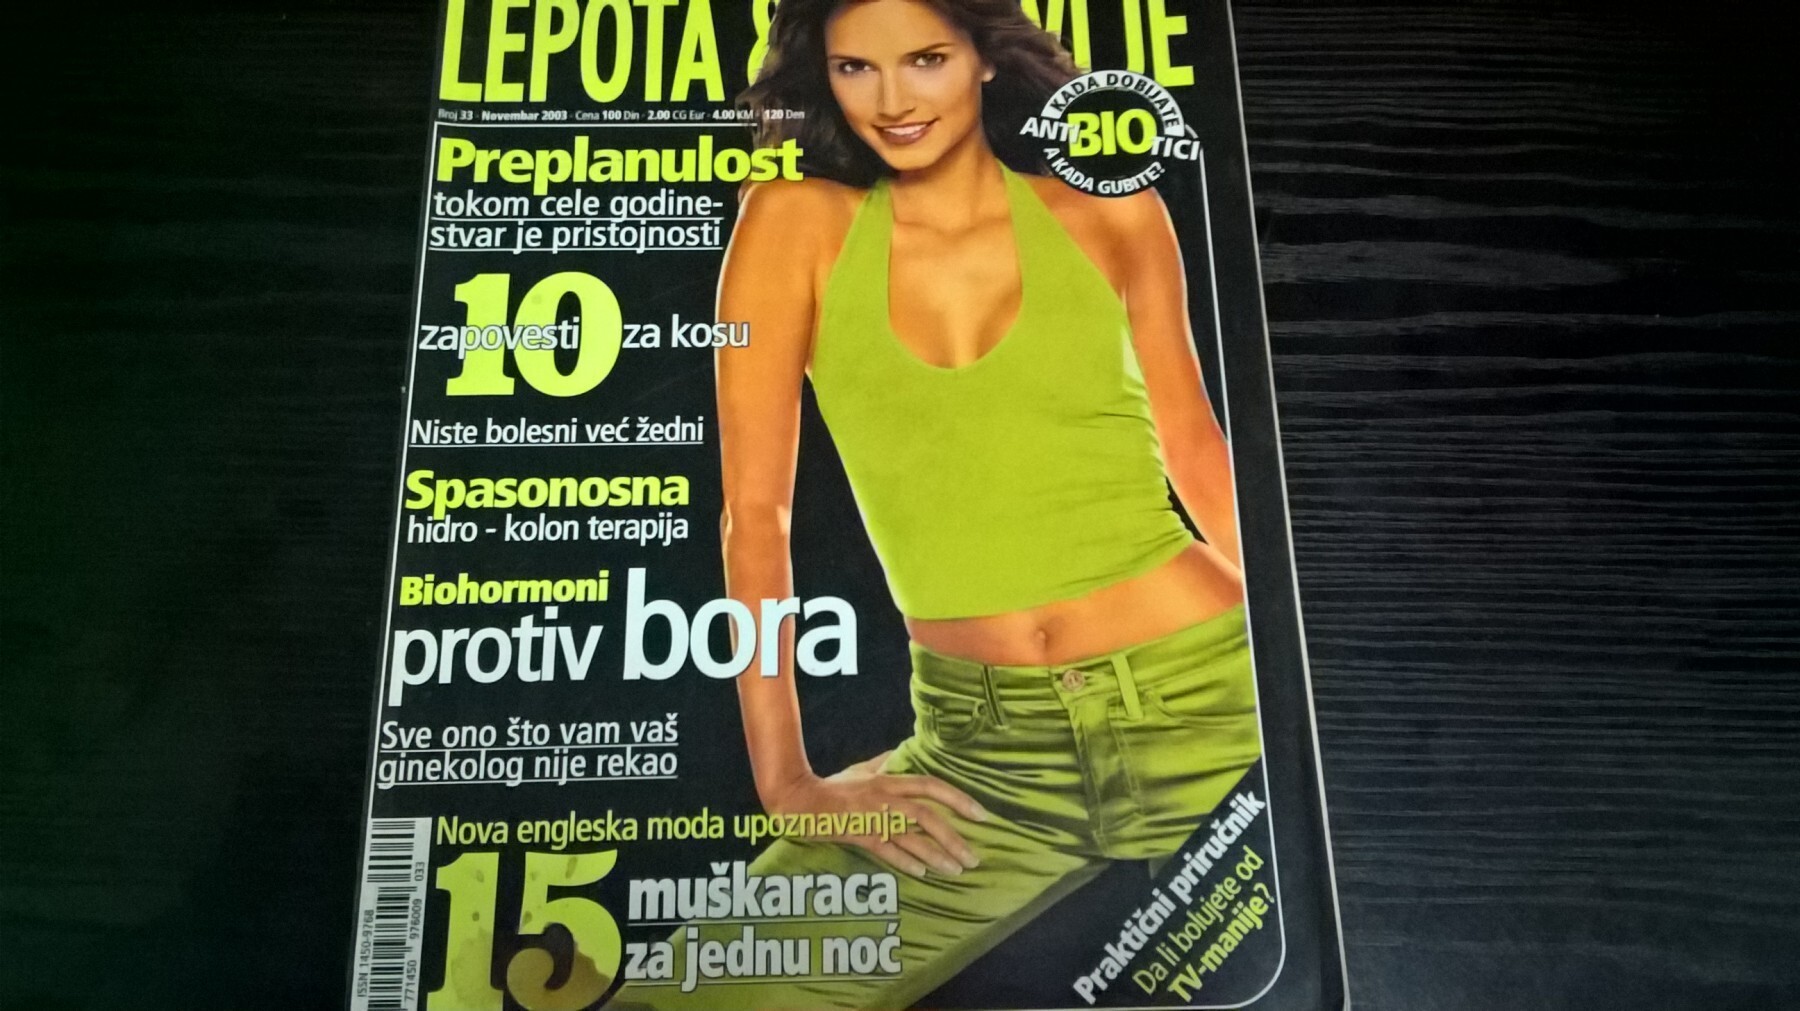 LEPOTA &
Broj 33 · Novembar 2003 · Cena 100 Din · 2.00 CG Eur · 4.00 KM · 120 Den
KADA DOBIJATE
ANTIBIOTICI
A KADA GUBITE?
Preplanulost
tokom cele godine-
stvar je pristojnosti
10
zapovesti za kosu
Niste bolesni već žedni
Spasonosna
hidro - kolon terapija
Biohormoni
protiv bora
Sve ono što vam vaš
ginekolog nije rekao
Nova engleska moda upoznavanja-
15 muškaraca
za jednu noć
Praktični priručnik
Da li bolujete od
TV-manije?
ISSN 1450-9768
771450 976009
033